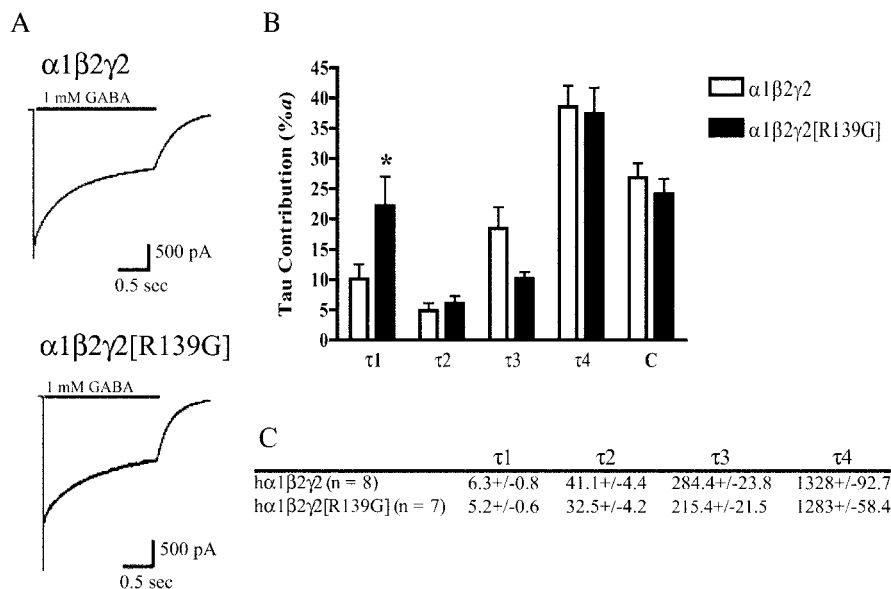 A
α1β2γ2
1 mM GABA
500 pA
0.5 sec
α1β2γ2[R139G]
1 mM GABA
500 pA
0.5 sec
B
Tau Contribution (%a)
45
40
35
30
25
20
15
10
5
0
*
τ1 τ2 τ3 τ4 C
α1β2γ2
α1β2γ2[R139G]
C
τ1 τ2 τ3 τ4
hα1β2γ2 (n = 8) 6.3+/-0.8 41.1+/-4.4 284.4+/-23.8 1328+/-92.7
hα1β2γ2[R139G] (n = 7) 5.2+/-0.6 32.5+/-4.2 215.4+/-21.5 1283+/-58.4